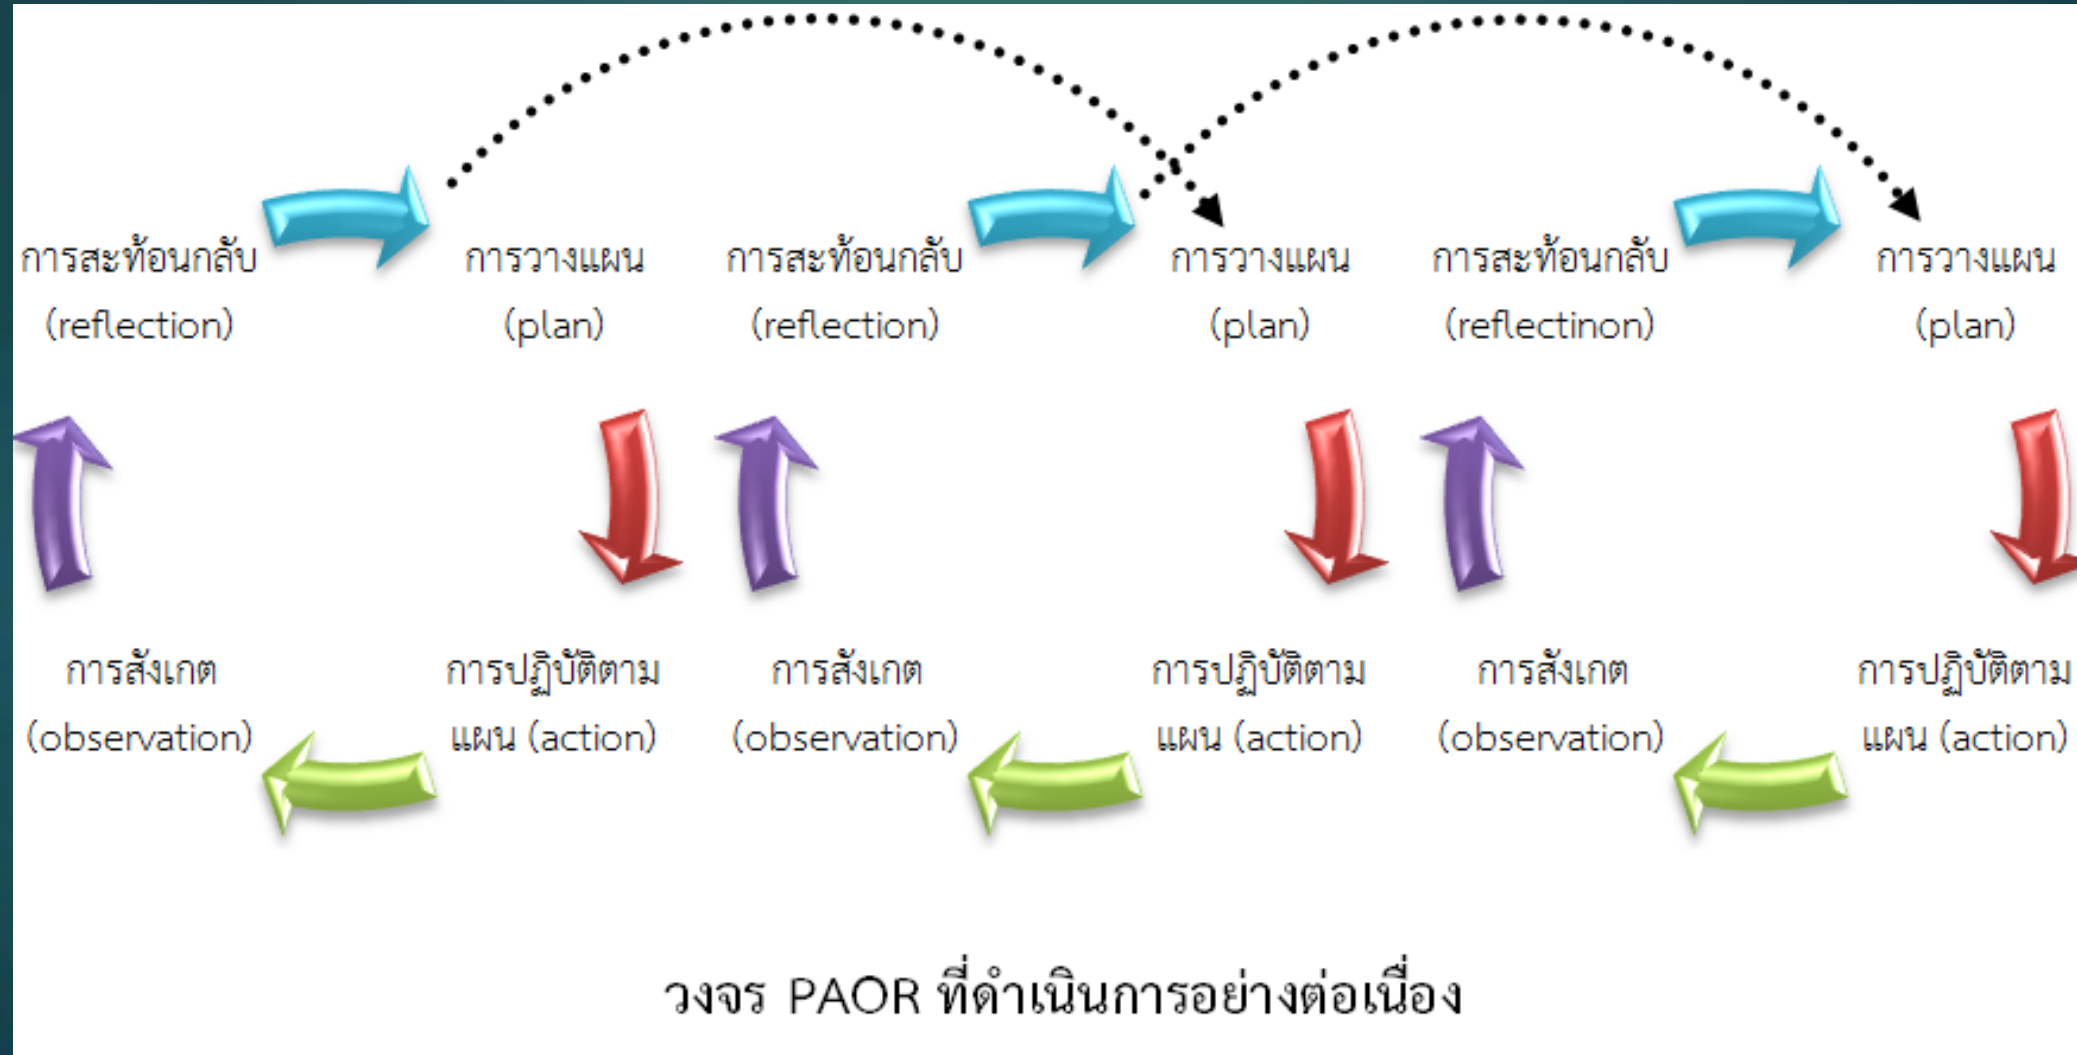 การสะท้อนกลับ
(reflection)
การวางแผน
(plan)
การสะท้อนกลับ
(reflection)
การวางแผน
(plan)
การสะท้อนกลับ
(reflectinon)
การวางแผน
(plan)
การสังเกต
(observation)
การปฏิบัติตาม
แผน (action)
การสังเกต
(observation)
การปฏิบัติตาม
แผน (action)
การสังเกต
(observation)
การปฏิบัติตาม
แผน (action)
วงจร PAOR ที่ดำเนินการอย่างต่อเนื่อง